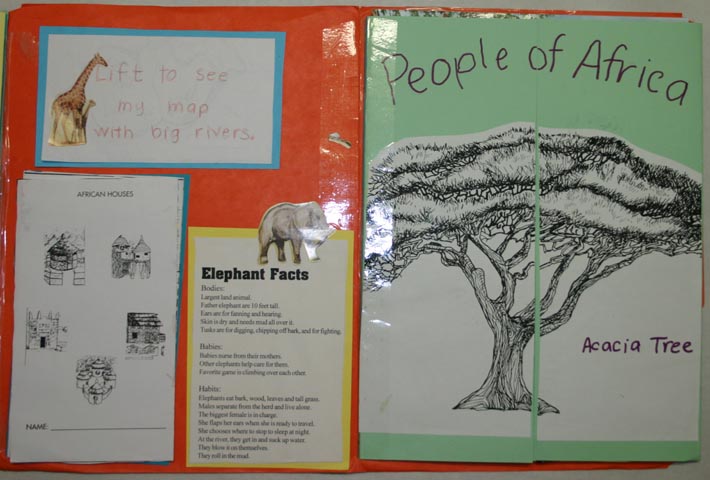 Lift to see
my map
with big rivers.
AFRICAN HOUSES
NAME:
Elephant Facts
Bodies:
Largest land animal.
Father elephant are 10 feet tall.
Ears are for fanning and hearing.
Skin is dry and needs mud all over it.
Tusks are for digging, chipping off bark, and for fighting.
Babies:
Babies nurse from their mothers.
Other elephants help care for them.
Favorite game is climbing over each other.
Habits:
Elephants eat bark, wood, leaves and tall grass.
Males separate from the herd and live alone.
The biggest female is in charge.
She flaps her ears when she is ready to travel.
She chooses where to stop to sleep at night.
At the river, they get in and suck up water.
They blow it on themselves.
They roll in the mud.
People of Africa
Acacia Tree